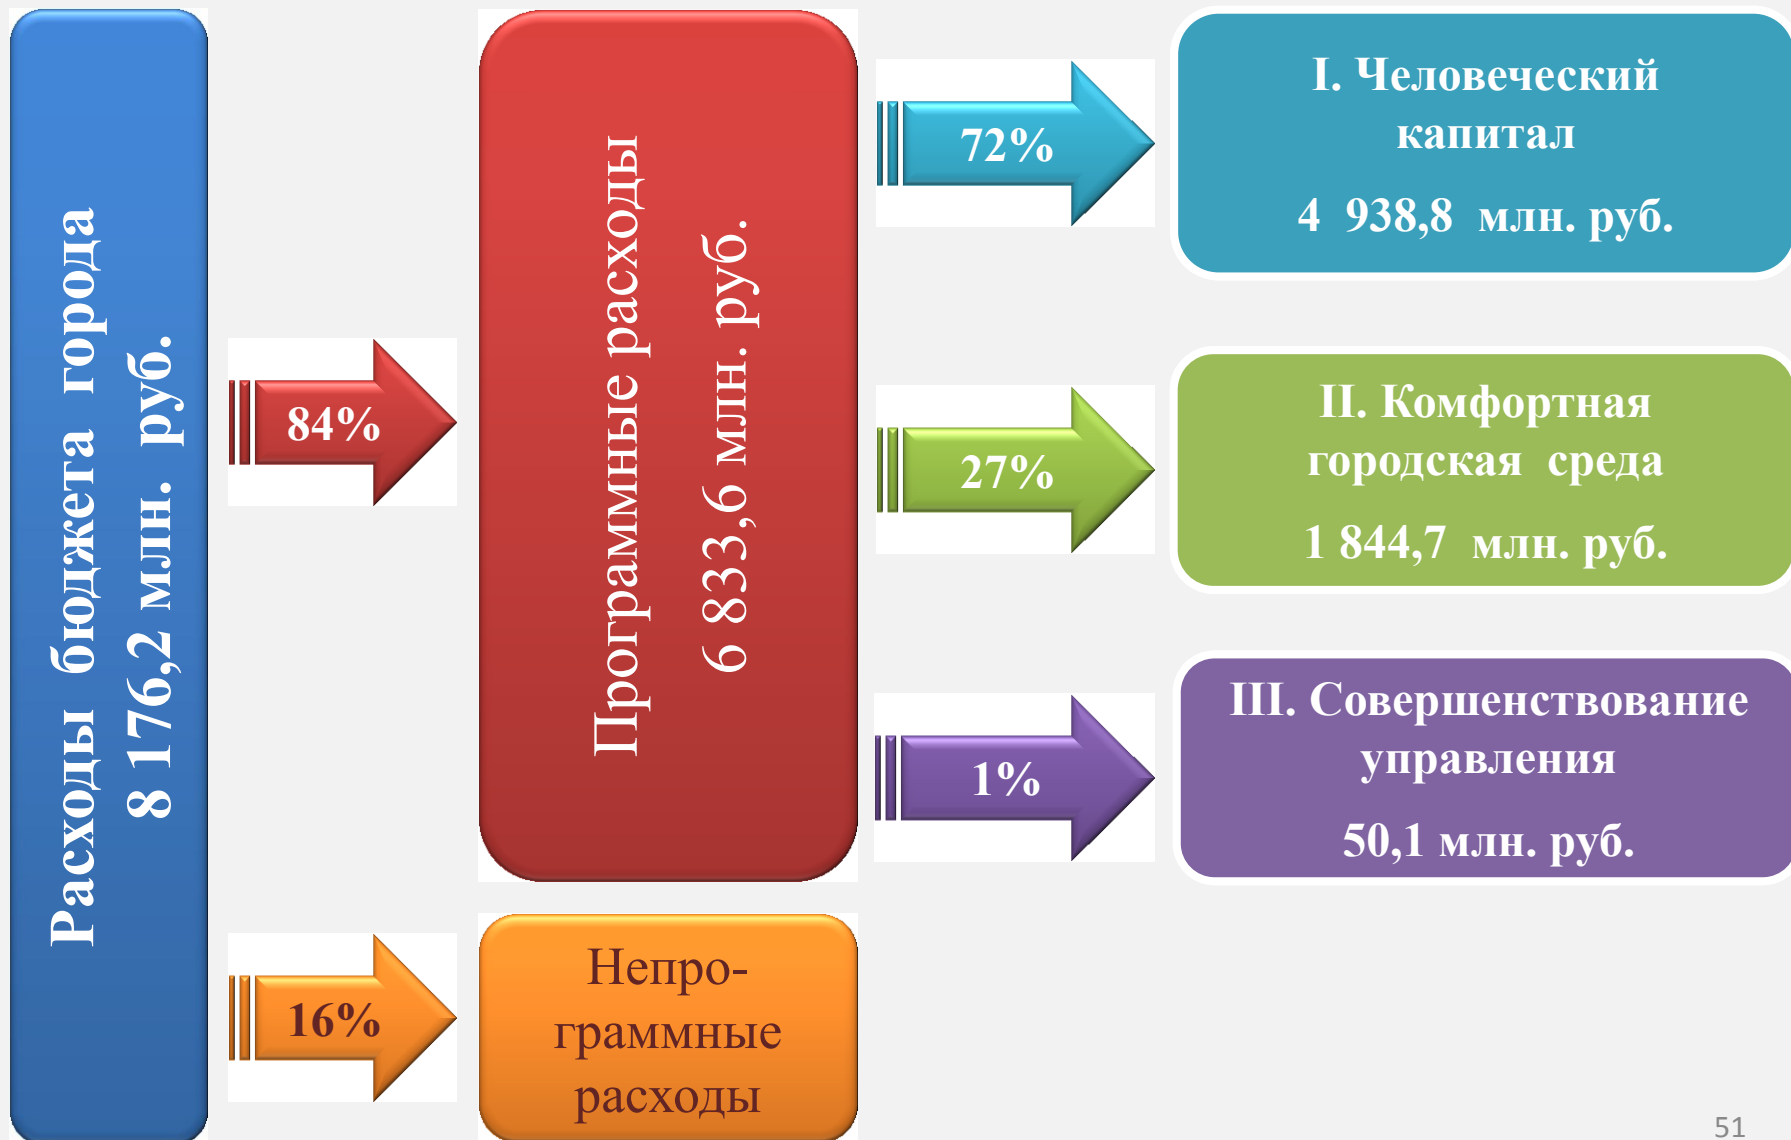 Расходы бюджета города
8 176,2 млн. руб.
84%
16%
Программные расходы
6 833,6 млн. руб.
Непро-
граммные
расходы
72%
I. Человеческий
капитал
4 938,8 млн. руб.
27%
II. Комфортная
городская среда
1 844,7 млн. руб.
1%
III. Совершенствование
управления
50,1 млн. руб.
51